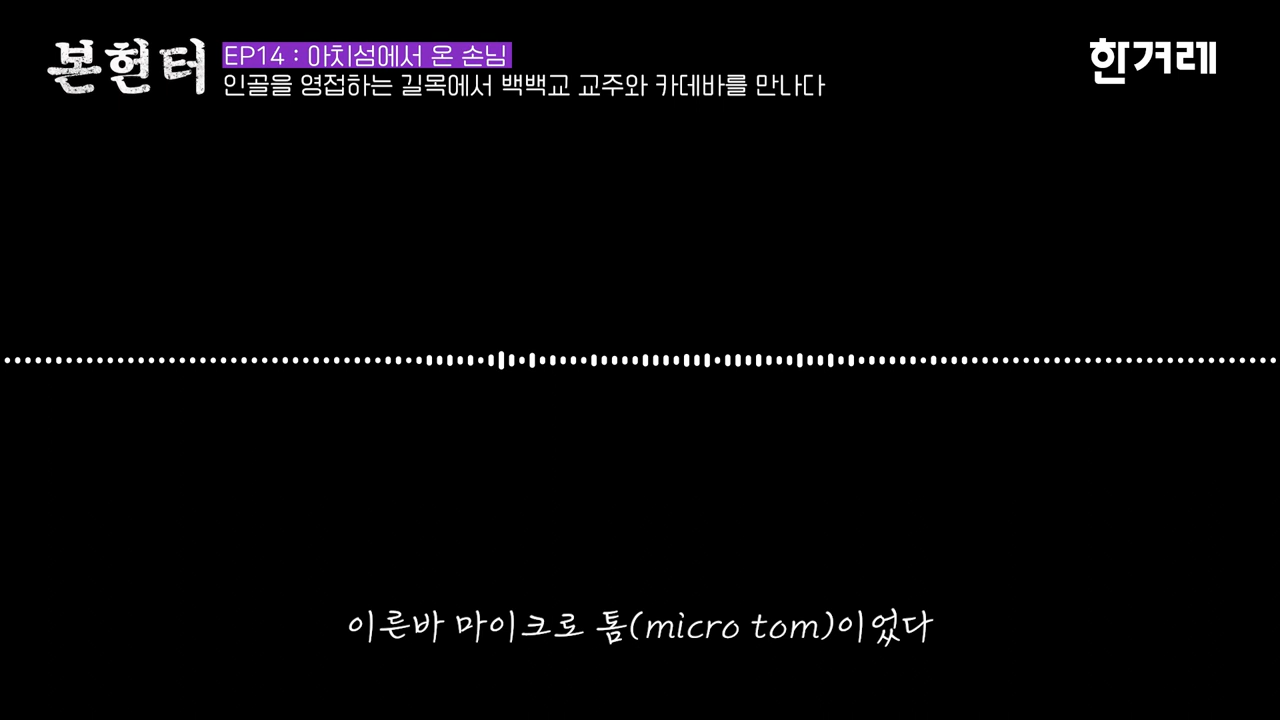 본헌터
EP14 : 아치섬에서 온 손님
인골을 영접하는 길목에서 백백교 교주와 카데바를 만나다
한겨레
이른바 마이크로 톰(micro tom)이었다